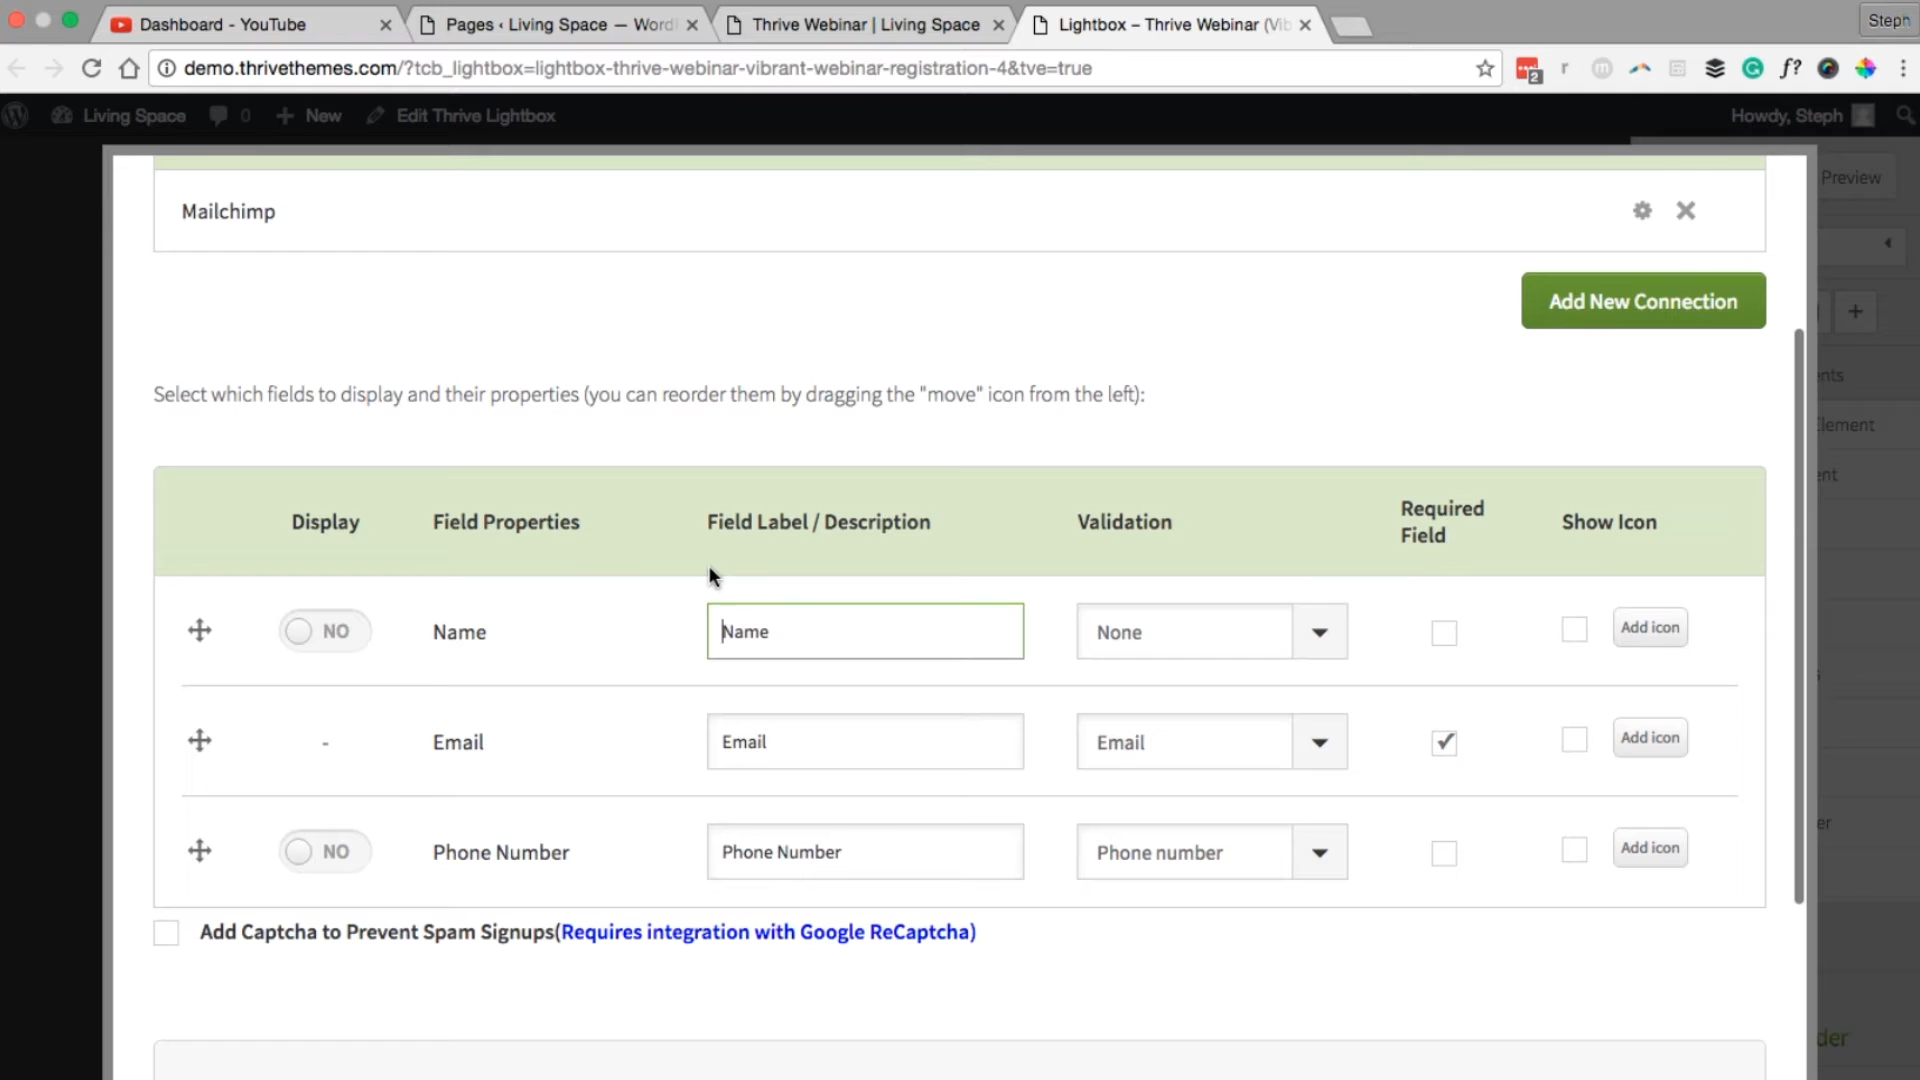 Dashboard - YouTube
Pages ‹ Living Space — Word
Thrive Webinar | Living Space
Lightbox – Thrive Webinar (Vib
Steph
demo.thrivethemes.com/?tcb_lightbox=lightbox-thrive-webinar-vibrant-webinar-registration-4&tve=true
2
r
f?
Living Space
0
New
Edit Thrive Lightbox
Howdy, Steph
Preview
Mailchimp
Add New Connection
Select which fields to display and their properties (you can reorder them by dragging the "move" icon from the left):
Display
Field Properties
Field Label / Description
Validation
Required Field
Show Icon
NO
Name
Name
None
Add icon
-
Email
Email
Email
Add icon
NO
Phone Number
Phone Number
Phone number
Add icon
Add Captcha to Prevent Spam Signups(Requires integration with Google ReCaptcha)